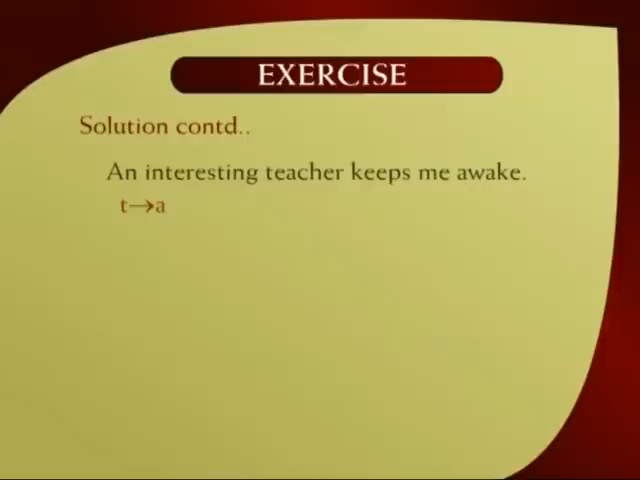 EXERCISE
Solution contd..
An interesting teacher keeps me awake.
t→a